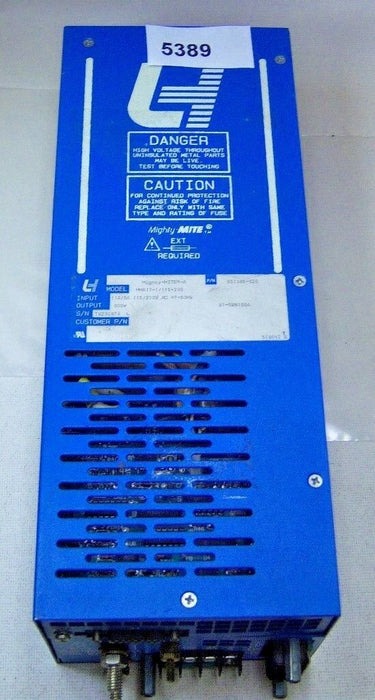 5389
DANGER
HIGH VOLTAGE THROUGHOUT
UNINSULATED METAL PARTS
MAY BE LIVE.
TEST BEFORE TOUCHING
CAUTION
FOR CONTINUED PROTECTION
AGAINST RISK OF FIRE
REPLACE ONLY WITH SAME
TYPE AND RATING OF FUSE
Mighty-MITE ®
EXT
REQUIRED
P/N
MODEL
INPUT
OUTPUT
S/N
CUSTOMER P/N